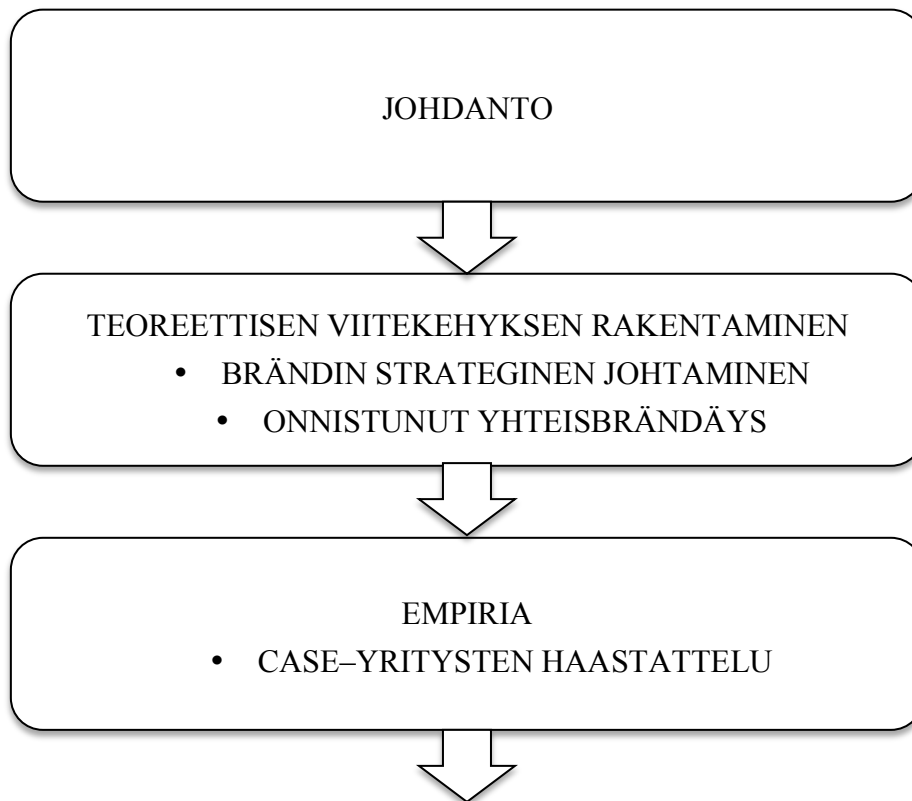 JOHDANTO
TEOREETTISEN VIITEKEHYKSEN RAKENTAMINEN
• BRÄNDIN STRATEGINEN JOHTAMINEN
• ONNISTUNUT YHTEISBRÄNDÄYS
EMPIRIA
• CASE–YRITYSTEN HAASTATTELU